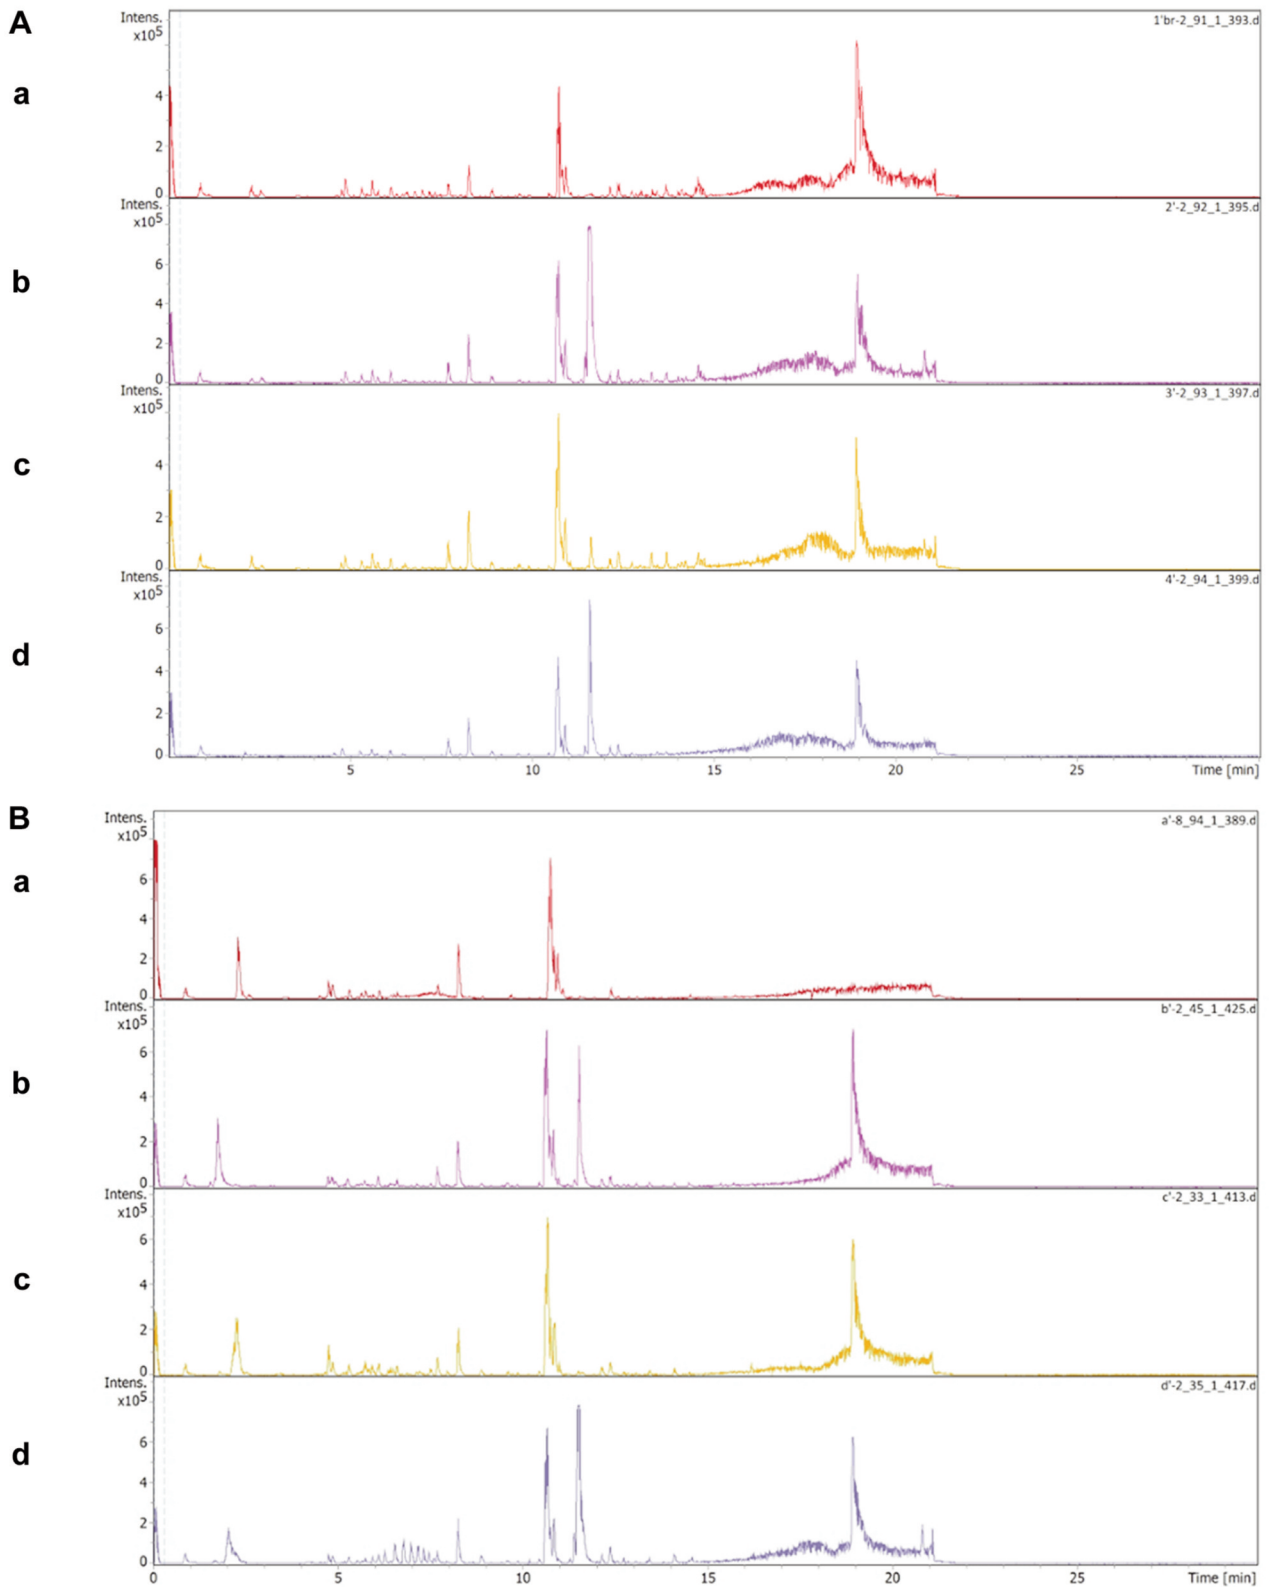 A
Intens.
x10^5
1'br-2_91_1_393.d
a
4
2
0
Intens.
x10^5
2'-2_92_1_395.d
b
6
4
2
0
Intens.
x10^5
3'-2_93_1_397.d
c
4
2
0
Intens.
x10^5
4'-2_94_1_399.d
d
6
4
2
0
5 10 15 20 25 Time [min]
B
Intens.
x10^5
a'-8_94_1_389.d
a
6
4
2
0
Intens.
x10^5
b'-2_45_1_425.d
b
6
4
2
0
Intens.
x10^5
c'-2_33_1_413.d
c
6
4
2
0
Intens.
x10^5
d'-2_35_1_417.d
d
6
4
2
0
0 5 10 15 20 25 Time [min]